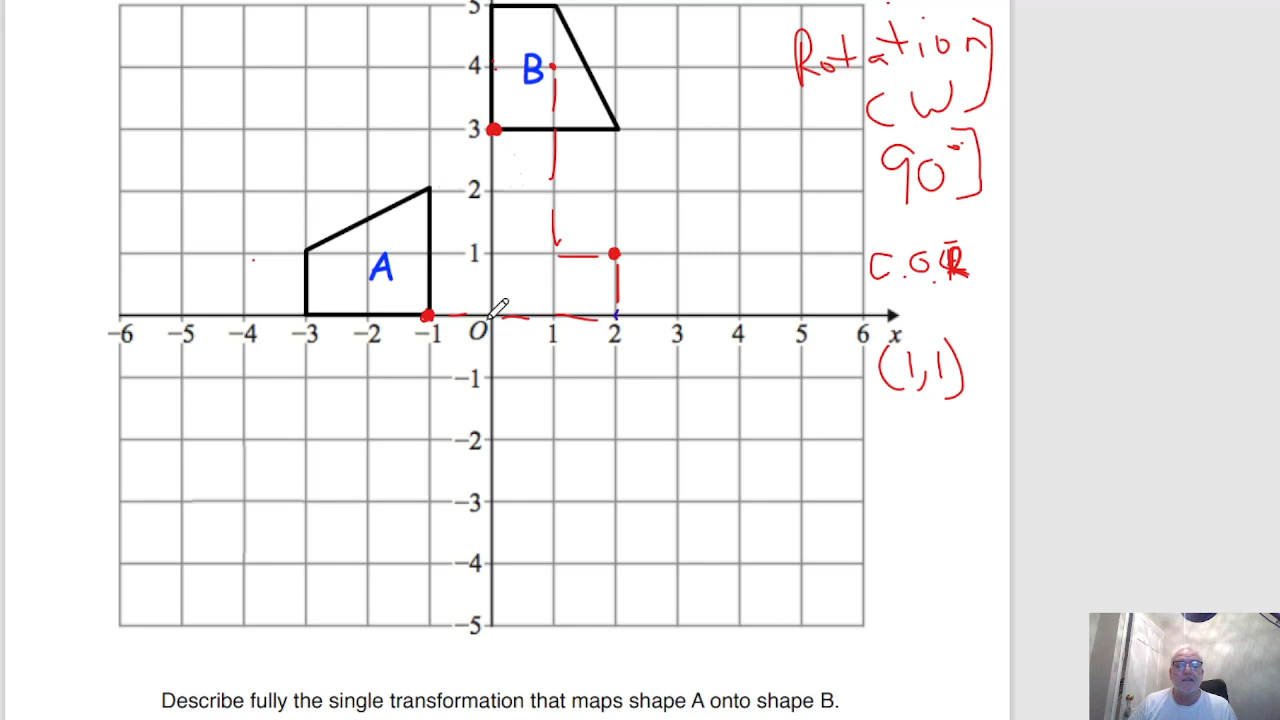 5
4
3
2
1
B
A
Rotation
CW
90°
C.O.R
(1,1)
−6 −5 −4 −3 −2 −1 O 1 2 3 4 5 6 x
−1
−2
−3
−4
−5
Describe fully the single transformation that maps shape A onto shape B.